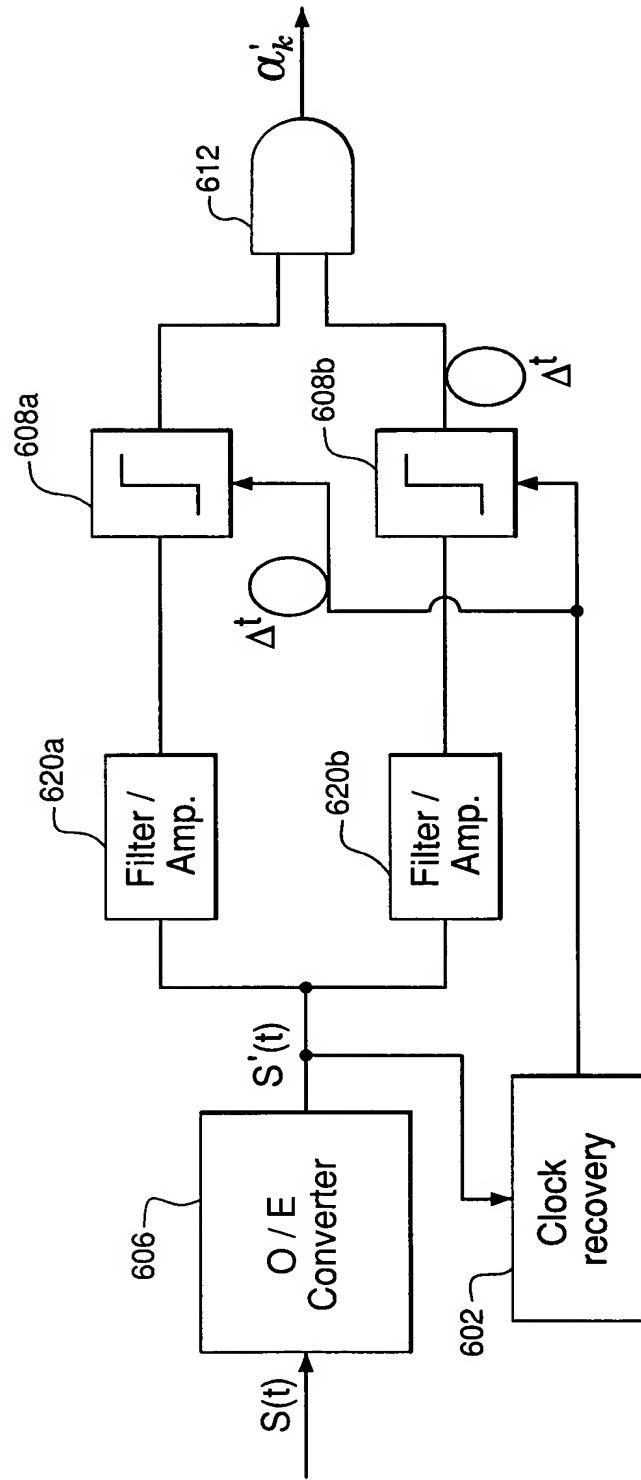 S(t)
606
O / E
Converter
S'(t)
602
Clock
recovery
620a
Filter /
Amp.
620b
Filter /
Amp.
Δt
608a
608b
Δt
612
α'k